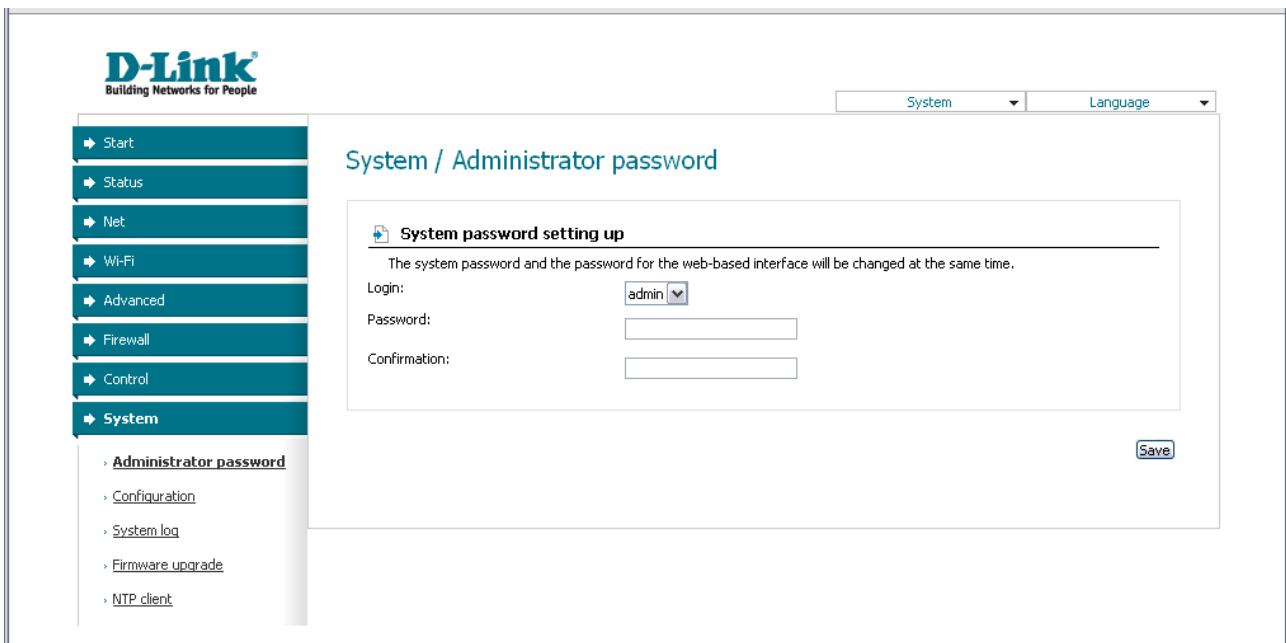 D-Link
Building Networks for People
System
Language
Start
Status
Net
Wi-Fi
Advanced
Firewall
Control
System
Administrator password
Configuration
System log
Firmware upgrade
NTP client
System / Administrator password
System password setting up
The system password and the password for the web-based interface will be changed at the same time.
Login:
admin
Password:
Confirmation:
Save